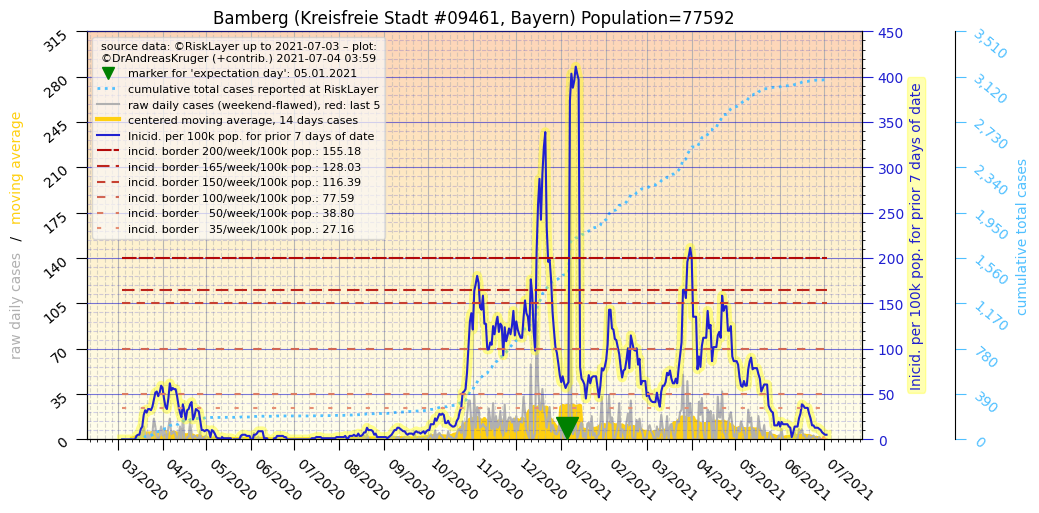 Bamberg (Kreisfreie Stadt #09461, Bayern) Population=77592
source data: ©RiskLayer up to 2021-07-03 – plot:
©DrAndreasKruger (+contrib.) 2021-07-04 03:59
marker for 'expectation day': 05.01.2021
cumulative total cases reported at RiskLayer
raw daily cases (weekend-flawed), red: last 5
centered moving average, 14 days cases
Inicid. per 100k pop. for prior 7 days of date
incid. border 200/week/100k pop.: 155.18
incid. border 165/week/100k pop.: 128.03
incid. border 150/week/100k pop.: 116.39
incid. border 100/week/100k pop.: 77.59
incid. border 50/week/100k pop.: 38.80
incid. border 35/week/100k pop.: 27.16
raw daily cases / moving average
315
280
245
210
175
140
105
70
35
0
450
400
350
300
250
200
150
100
50
0
Inicid. per 100k pop. for prior 7 days of date
3,510
3,120
2,730
2,340
1,950
1,560
1,170
780
390
0
cumulative total cases
03/2020
04/2020
05/2020
06/2020
07/2020
08/2020
09/2020
10/2020
11/2020
12/2020
01/2021
02/2021
03/2021
04/2021
05/2021
06/2021
07/2021